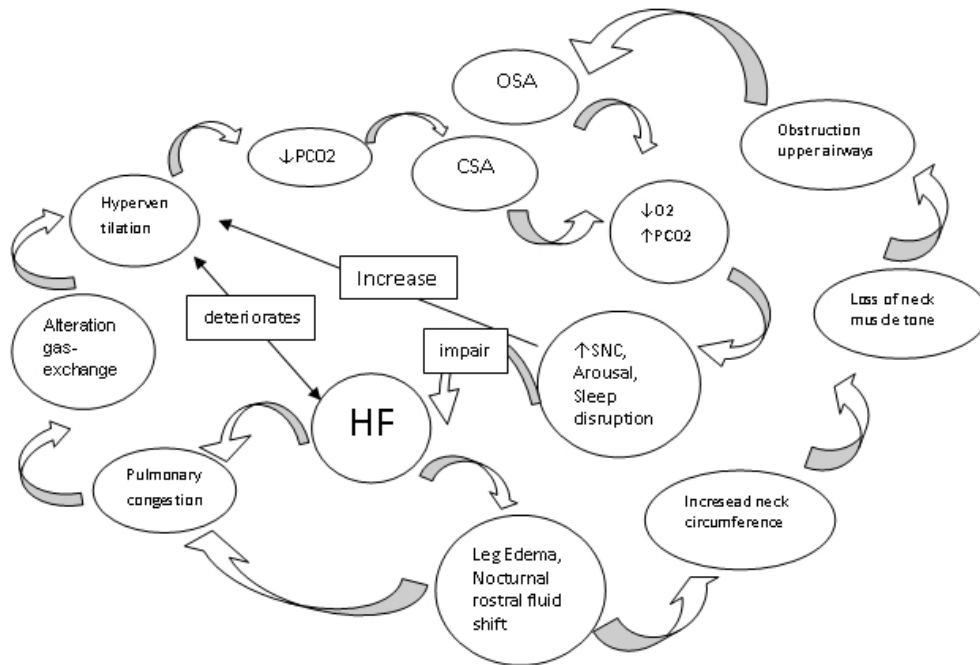 OSA
Obstruction
upper airways
↓PCO2
CSA
Hyperven
tilation
↓O2
↑PCO2
Increase
Loss of neck
muscle tone
deteriorates
Alteration
gas-
exchange
impair
↑SNC,
Arousal,
Sleep
disruption
HF
Pulmonary
congestion
Incresead neck
circumference
Leg Edema,
Nocturnal
rostral fluid
shift